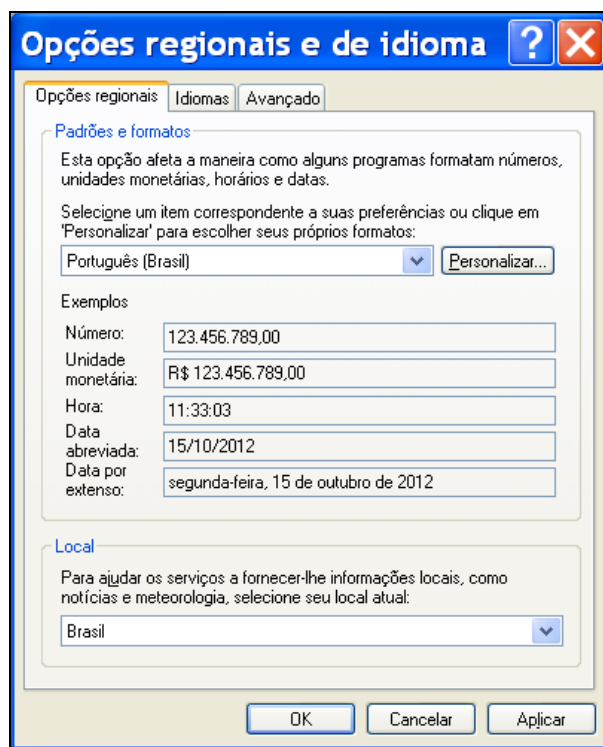 Opções regionais e de idioma
Opções regionais Idiomas Avançado
Padrões e formatos
Esta opção afeta a maneira como alguns programas formatam números,
unidades monetárias, horários e datas.
Selecione um item correspondente a suas preferências ou clique em
'Personalizar' para escolher seus próprios formatos:
Português (Brasil) Personalizar...
Exemplos
Número: 123.456.789,00
Unidade
monetária: R$ 123.456.789,00
Hora: 11:33:03
Data
abreviada: 15/10/2012
Data por
extenso: segunda-feira, 15 de outubro de 2012
Local
Para ajudar os serviços a fornecer-lhe informações locais, como
notícias e meteorologia, selecione seu local atual:
Brasil
OK Cancelar Aplicar